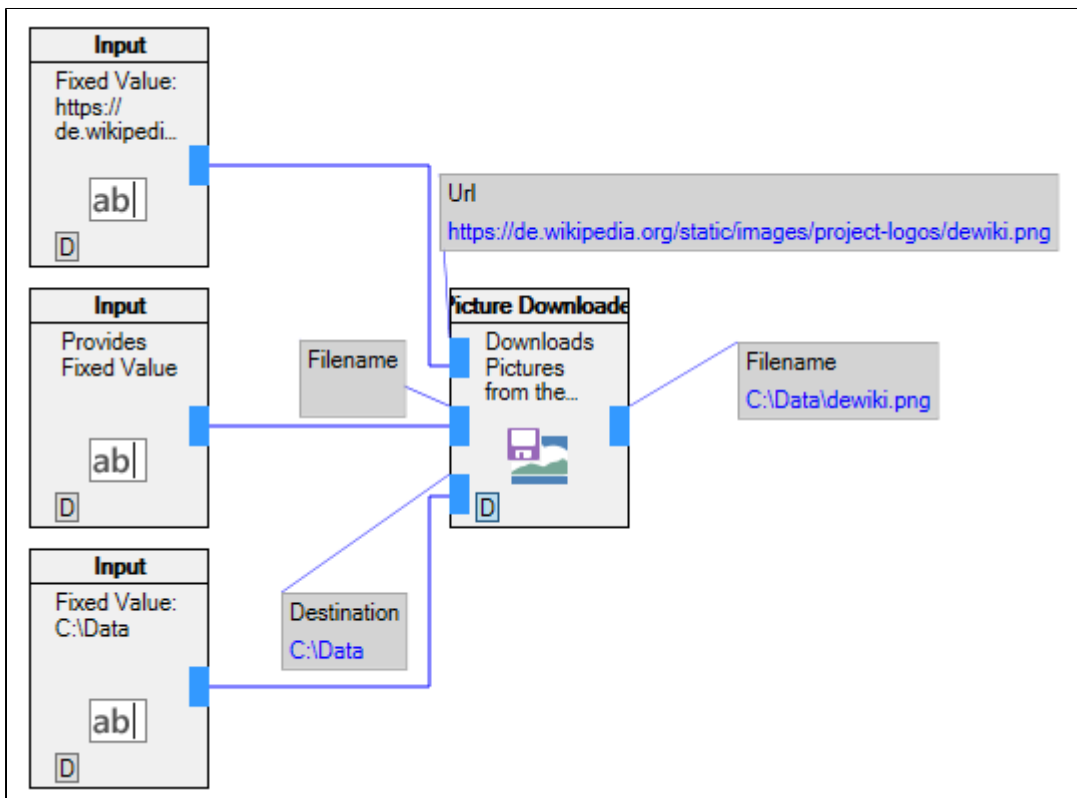 Input
Fixed Value:
https://
de.wikipedi...
ab
D
Url
https://de.wikipedia.org/static/images/project-logos/dewiki.png
Input
Provides
Fixed Value
ab
D
Filename
Picture Downloade
Downloads
Pictures
from the...
D
Filename
C:\Data\dewiki.png
Input
Fixed Value:
C:\Data
ab
D
Destination
C:\Data